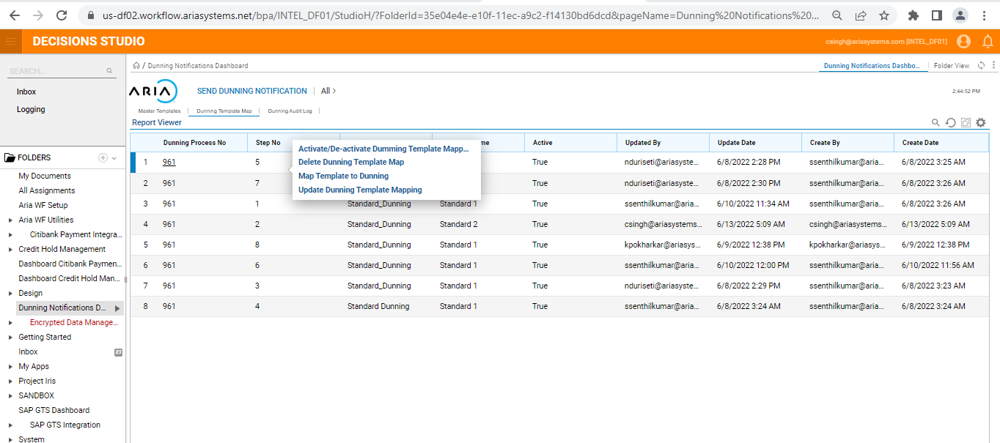 us-df02.workflow.ariasystems.net/bpa/INTEL_DF01/StudioH/?FolderId=35e04e4e-e10f-11ec-a9c2-f14130bd6dcd&pageName=Dunning%20Notifications%20...
DECISIONS STUDIO
csingh@ariasystems.com [INTEL_DF01]
SEARCH...
Inbox
Logging
FOLDERS
My Documents
All Assignments
Aria WF Setup
Aria WF Utilities
Citibank Payment Integra...
Credit Hold Management
Dashboard Citibank Paymen...
Dashboard Credit Hold Man...
Design
Dunning Notifications D...
Encrypted Data Manage...
Getting Started
Inbox 23
My Apps
Project Iris
SANDBOX
SAP GTS Dashboard
SAP GTS Integration
System
/ Dunning Notifications Dashboard
Dunning Notifications Dashbo... Folder View
ARIA SEND DUNNING NOTIFICATION | All >
2:44:52 PM
Master Templates | Dunning Template Map | Dunning Audit Log |
Report Viewer
Dunning Process No Step No me Active Updated By Update Date Create By Create Date
Activate/De-activate Dumming Template Mapp...
Delete Dunning Template Map
Map Template to Dunning
Update Dunning Template Mapping
1 961 5 True nduriseti@ariasyste... 6/8/2022 2:28 PM ssenthilkumar@aria... 6/8/2022 3:25 AM
2 961 7 True nduriseti@ariasyste... 6/8/2022 2:30 PM ssenthilkumar@aria... 6/8/2022 3:26 AM
3 961 1 Standard_Dunning Standard 1 True ssenthilkumar@aria... 6/10/2022 11:34 AM ssenthilkumar@aria... 6/8/2022 3:26 AM
4 961 2 Standard_Dunning Standard 2 True csingh@ariasystems... 6/13/2022 5:09 AM csingh@ariasystems... 6/13/2022 5:09 AM
5 961 8 Standard_Dunning Standard 1 True kpokharkar@ariasys... 6/9/2022 12:38 PM kpokharkar@ariasys... 6/9/2022 12:38 PM
6 961 6 Standard_Dunning Standard 1 True ssenthilkumar@aria... 6/10/2022 12:00 PM ssenthilkumar@aria... 6/10/2022 11:56 AM
7 961 3 Standard_Dunning Standard 1 True nduriseti@ariasyste... 6/8/2022 2:29 PM ssenthilkumar@aria... 6/8/2022 3:23 AM
8 961 4 Standard Dunning Standard 1 True ssenthilkumar@aria... 6/8/2022 3:24 AM ssenthilkumar@aria... 6/8/2022 3:24 AM